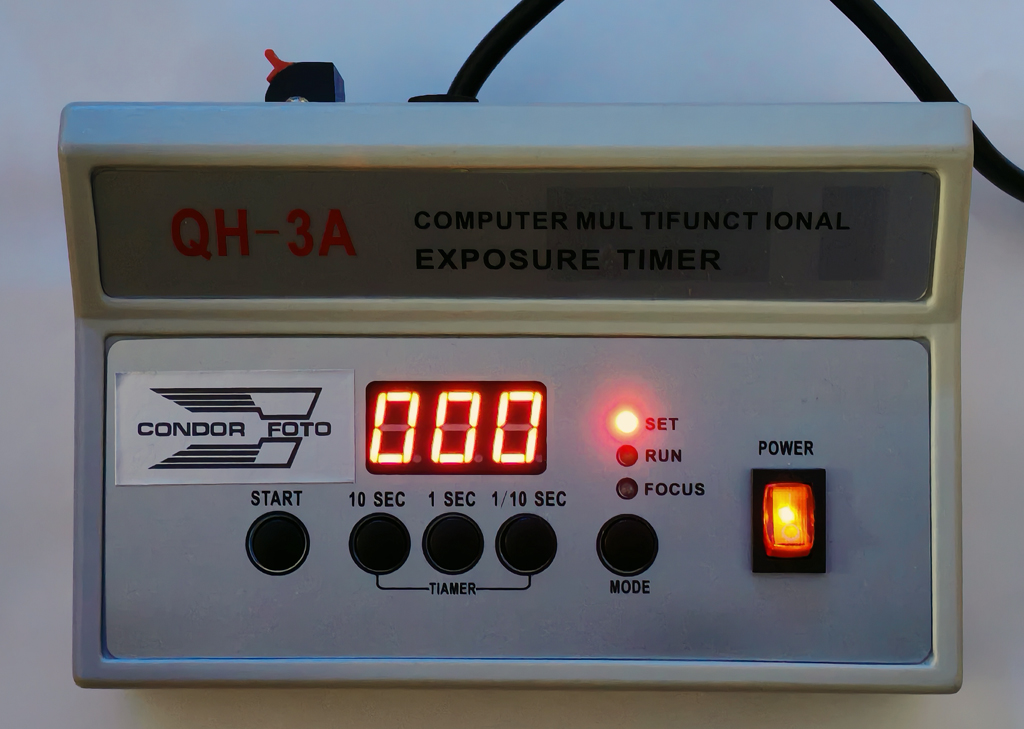 QH-3A
COMPUTER MUL TIFUNCT IONAL
EXPOSURE TIMER
CONDOR FOTO
000
SET
RUN
FOCUS
POWER
START
10 SEC
1 SEC
1/10 SEC
TIAMER
MODE